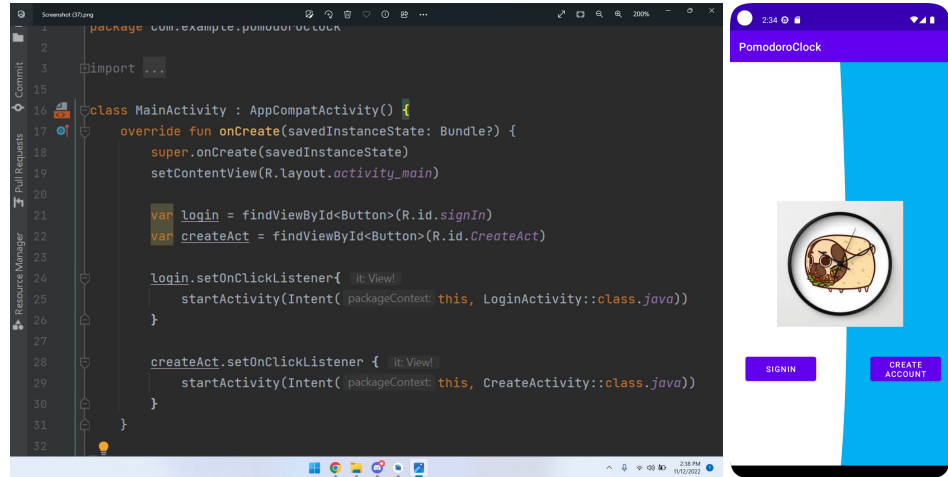 Screenshot (37).png
200%
1 package com.example.pomodoroclock
2
3 import ...
15
16 class MainActivity : AppCompatActivity() {
17 override fun onCreate(savedInstanceState: Bundle?) {
18 super.onCreate(savedInstanceState)
19 setContentView(R.layout.activity_main)
20
21 var login = findViewById<Button>(R.id.signIn)
22 var createAct = findViewById<Button>(R.id.CreateAct)
23
24 login.setOnClickListener{ it: View!
25 startActivity(Intent( packageContext: this, LoginActivity::class.java))
26 }
27
28 createAct.setOnClickListener { it: View!
29 startActivity(Intent( packageContext: this, CreateActivity::class.java))
30 }
31 }
32
Commit
Pull Requests
Resource Manager
2:38 PM
11/12/2022
2:34
PomodoroClock
SIGNIN
CREATE
ACCOUNT